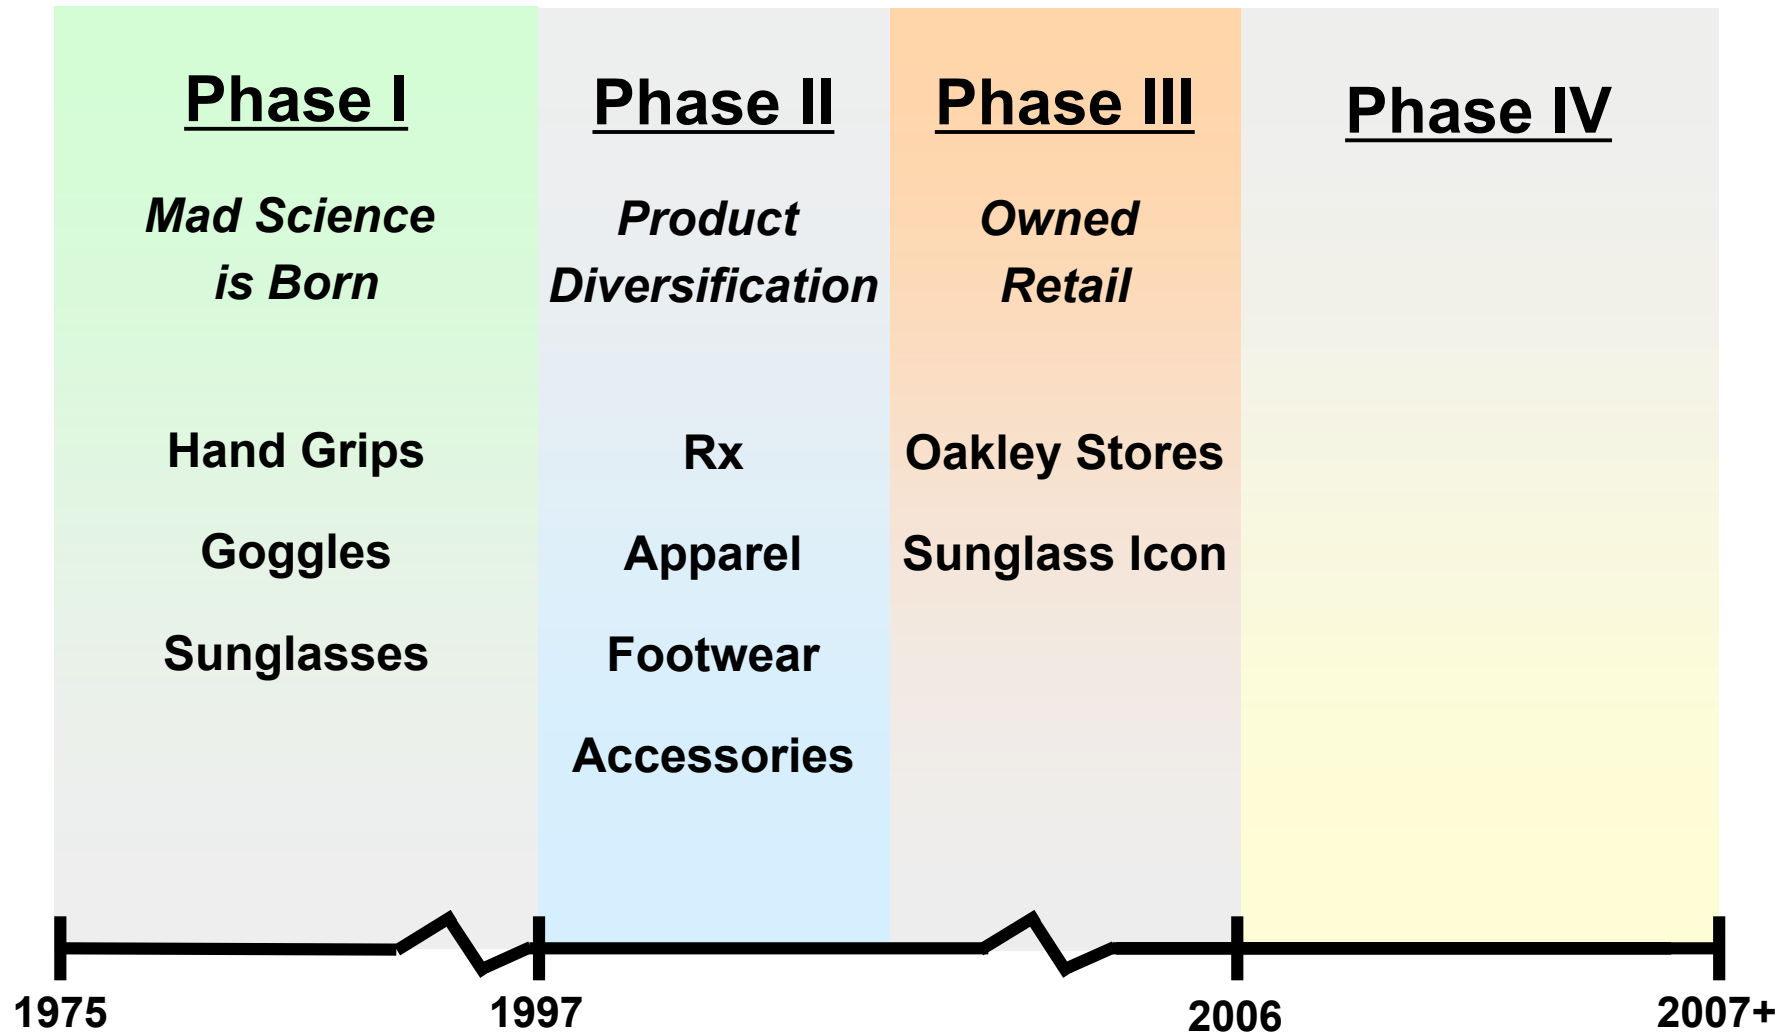 Phase I
Mad Science
is Born
Hand Grips
Goggles
Sunglasses
Phase II
Product
Diversification
Rx
Apparel
Footwear
Accessories
Phase III
Owned
Retail
Oakley Stores
Sunglass Icon
Phase IV
1975
1997
2006
2007+